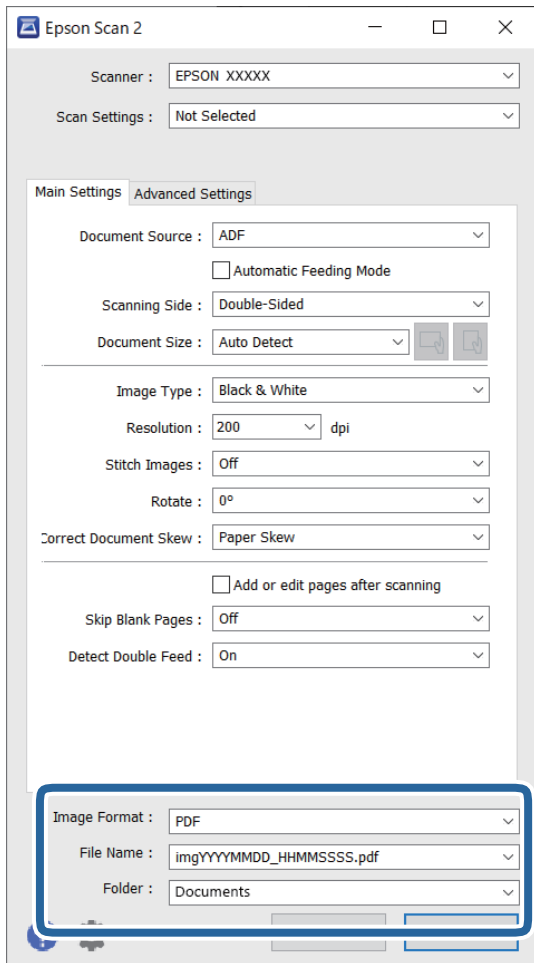 Epson Scan 2
Scanner : EPSON XXXXX
Scan Settings : Not Selected
Main Settings Advanced Settings
Document Source : ADF
Automatic Feeding Mode
Scanning Side : Double-Sided
Document Size : Auto Detect
Image Type : Black & White
Resolution : 200 dpi
Stitch Images : Off
Rotate : 0°
Correct Document Skew : Paper Skew
Add or edit pages after scanning
Skip Blank Pages : Off
Detect Double Feed : On
Image Format : PDF
File Name : imgYYYYMMDD_HHMMSSSS.pdf
Folder : Documents